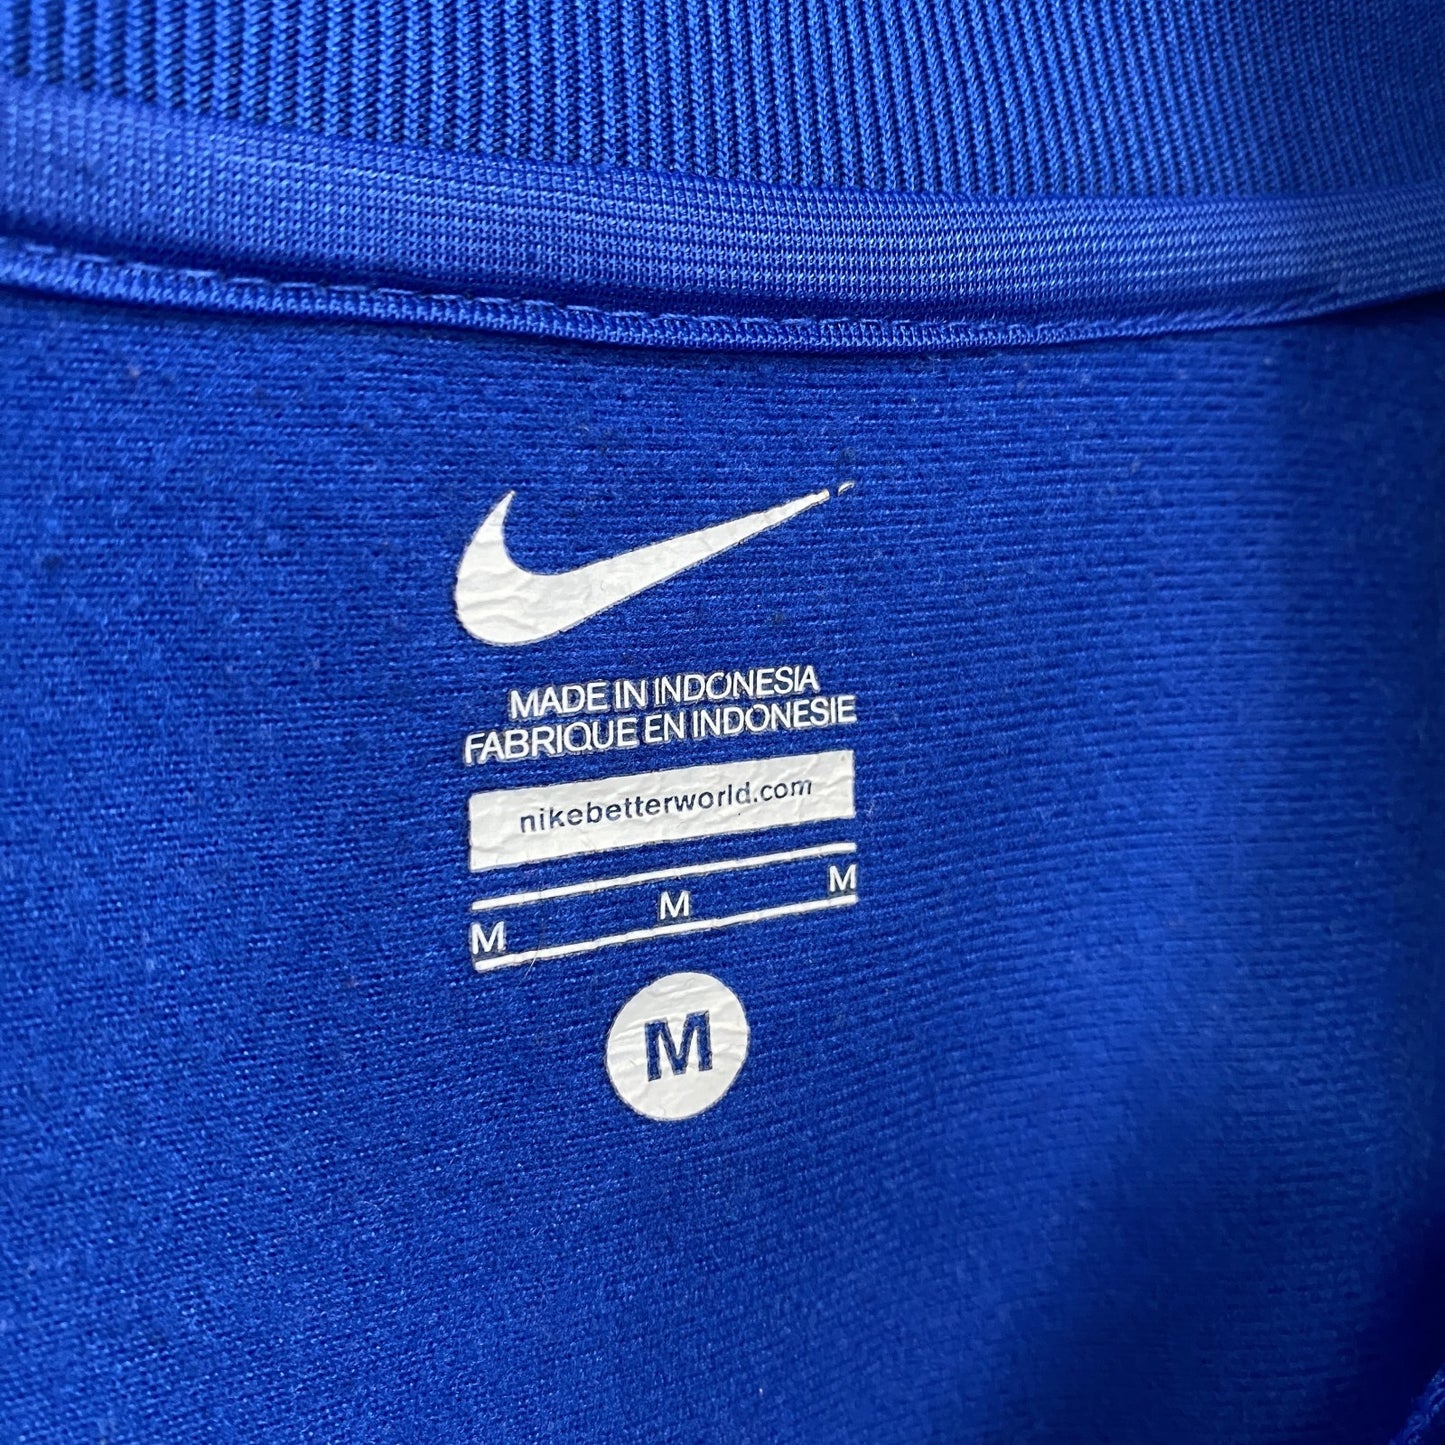 MADE IN INDONESIA
FABRIQUE EN INDONESIE
nikebetterworld.com
M M M
M